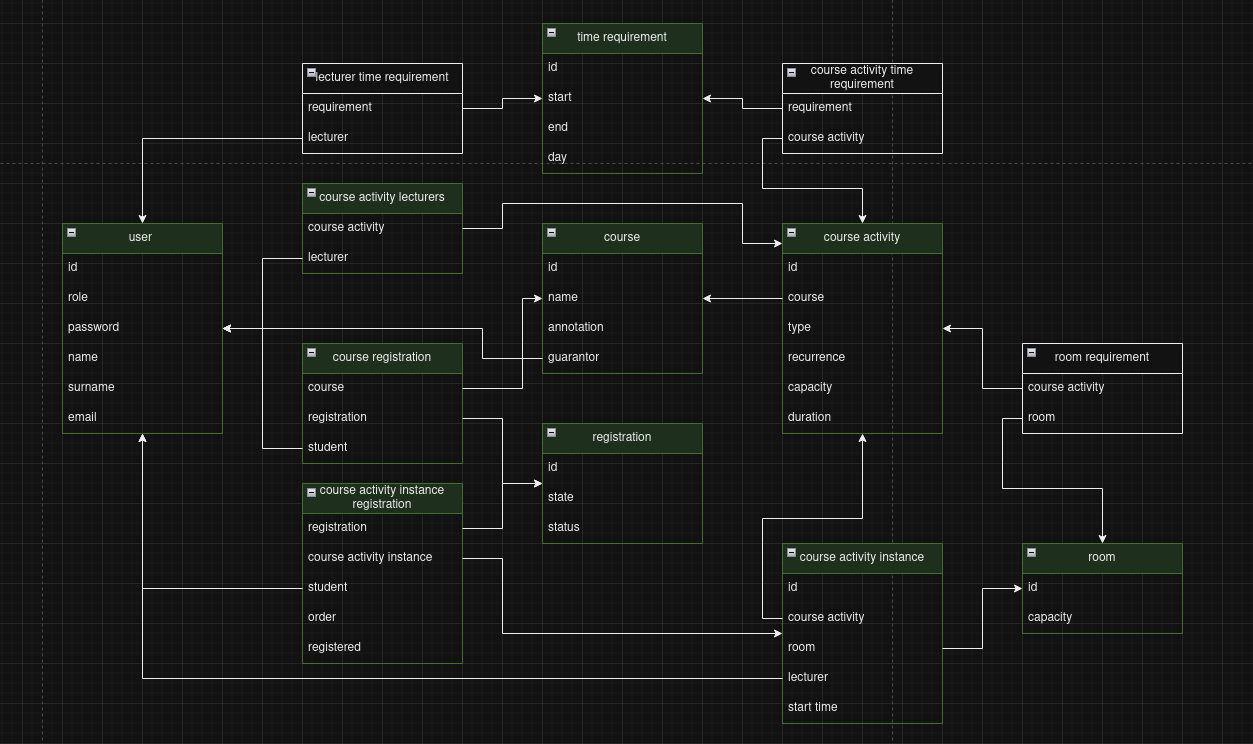 time requirement
id
start
end
day
lecturer time requirement
requirement
lecturer
course activity time
requirement
requirement
course activity
course activity lecturers
course activity
lecturer
user
id
role
password
name
surname
email
course
id
name
annotation
guarantor
course activity
id
course
type
recurrence
capacity
duration
course registration
course
registration
student
room requirement
course activity
room
registration
id
state
status
course activity instance
registration
registration
course activity instance
student
order
registered
course activity instance
id
course activity
room
lecturer
start time
room
id
capacity